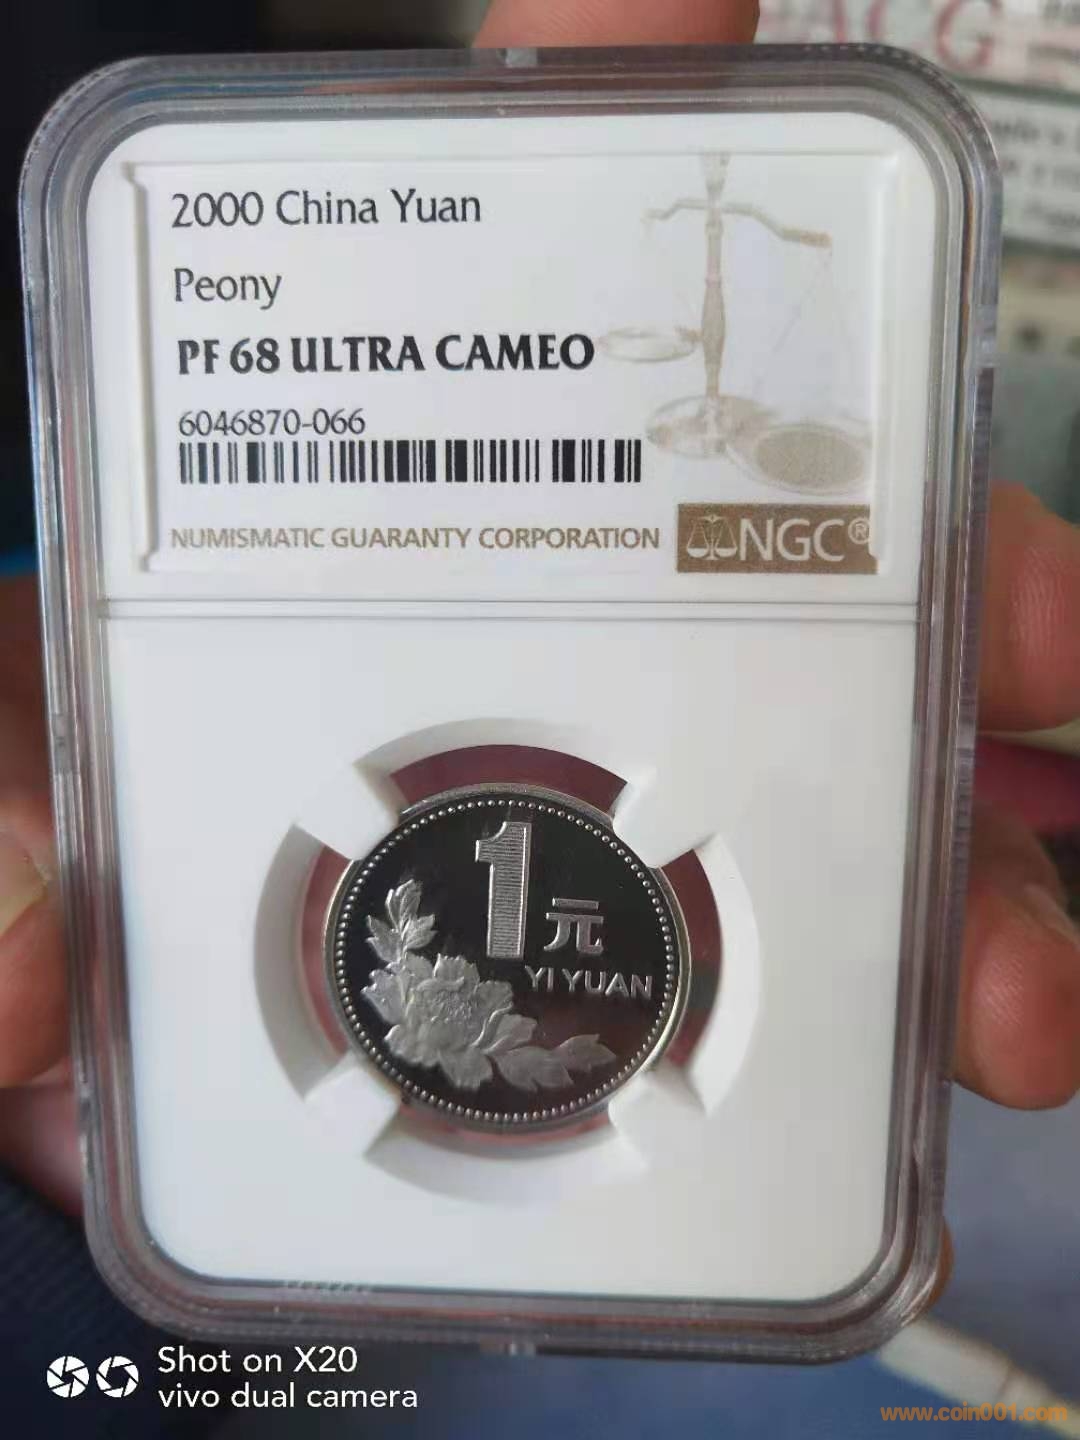 ACG
2000 China Yuan
Peony
PF 68 ULTRA CAMEO
6046870-066
NUMISMATIC GUARANTY CORPORATION
NGC®
1元
YI YUAN
Shot on X20
vivo dual camera
www.coin001.com